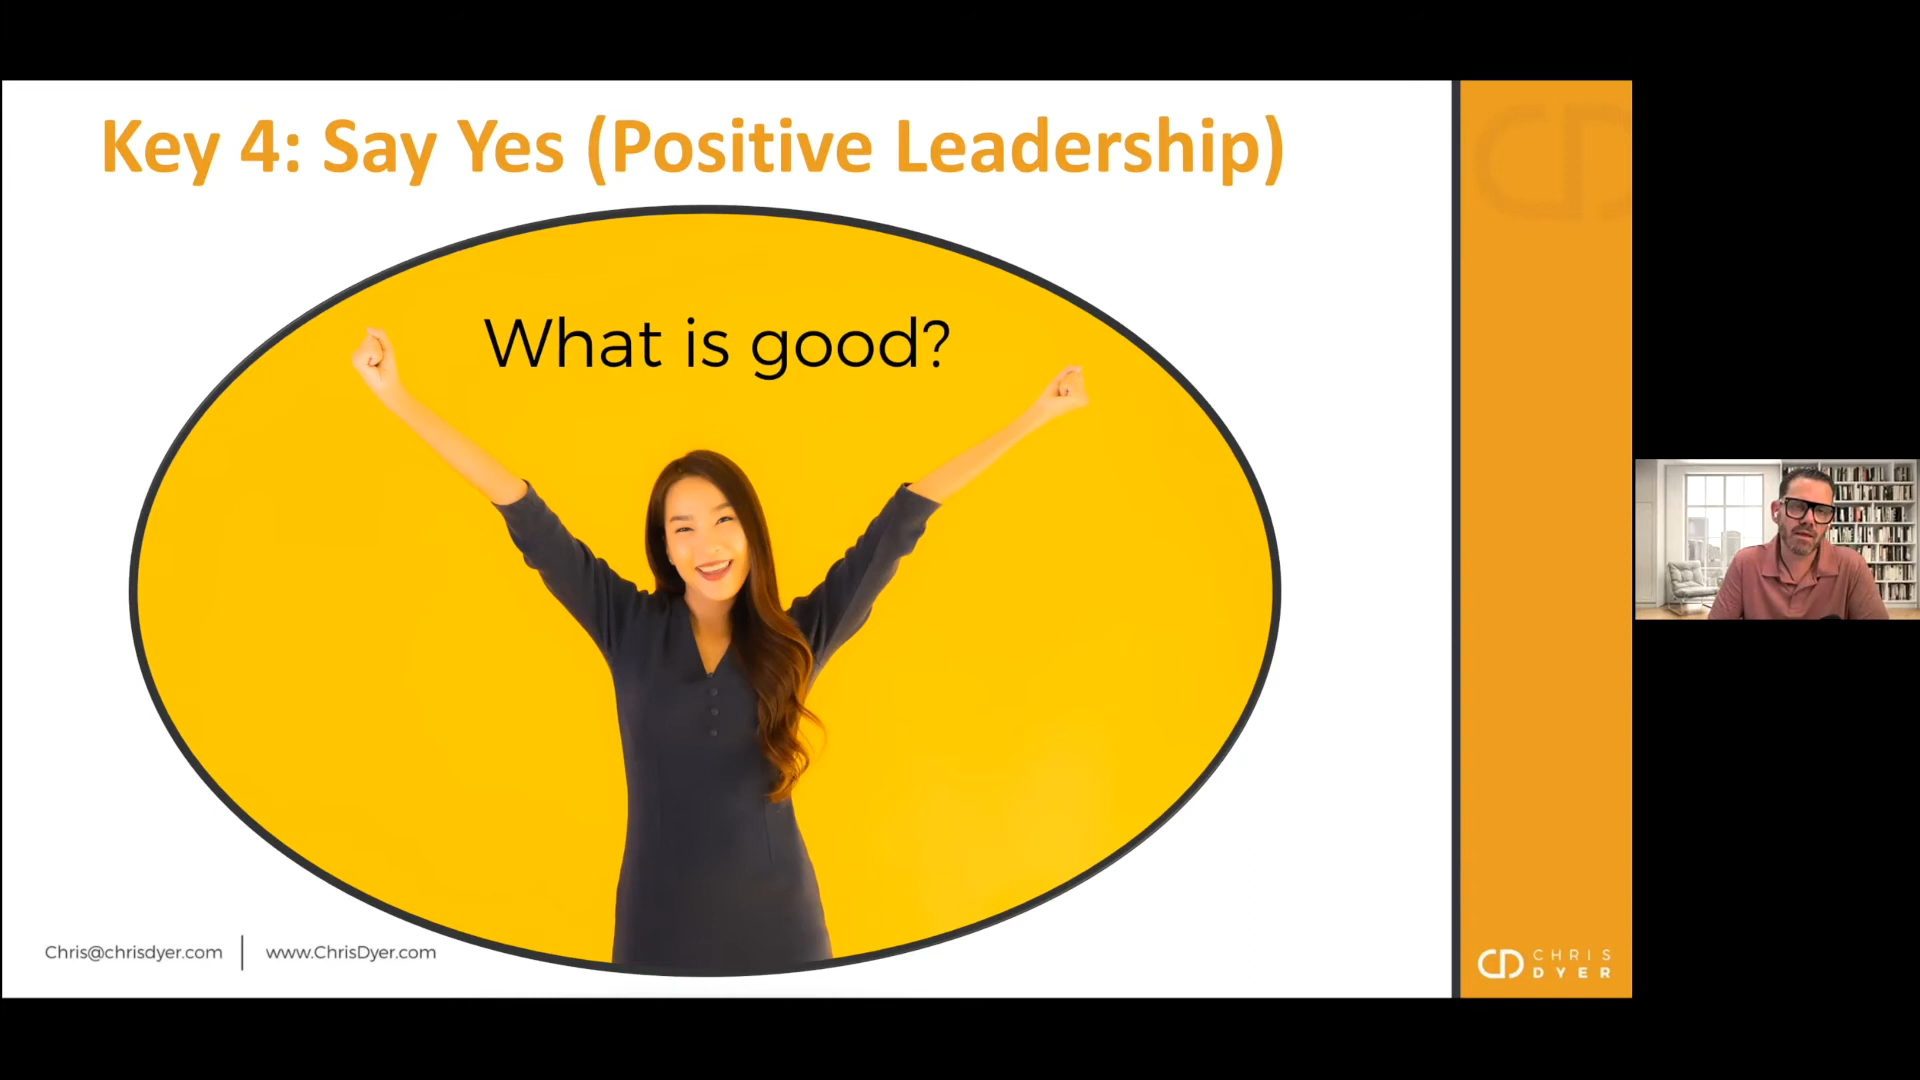 Key 4: Say Yes (Positive Leadership)
What is good?
Chris@chrisdyer.com | www.ChrisDyer.com
CHRIS
DYER